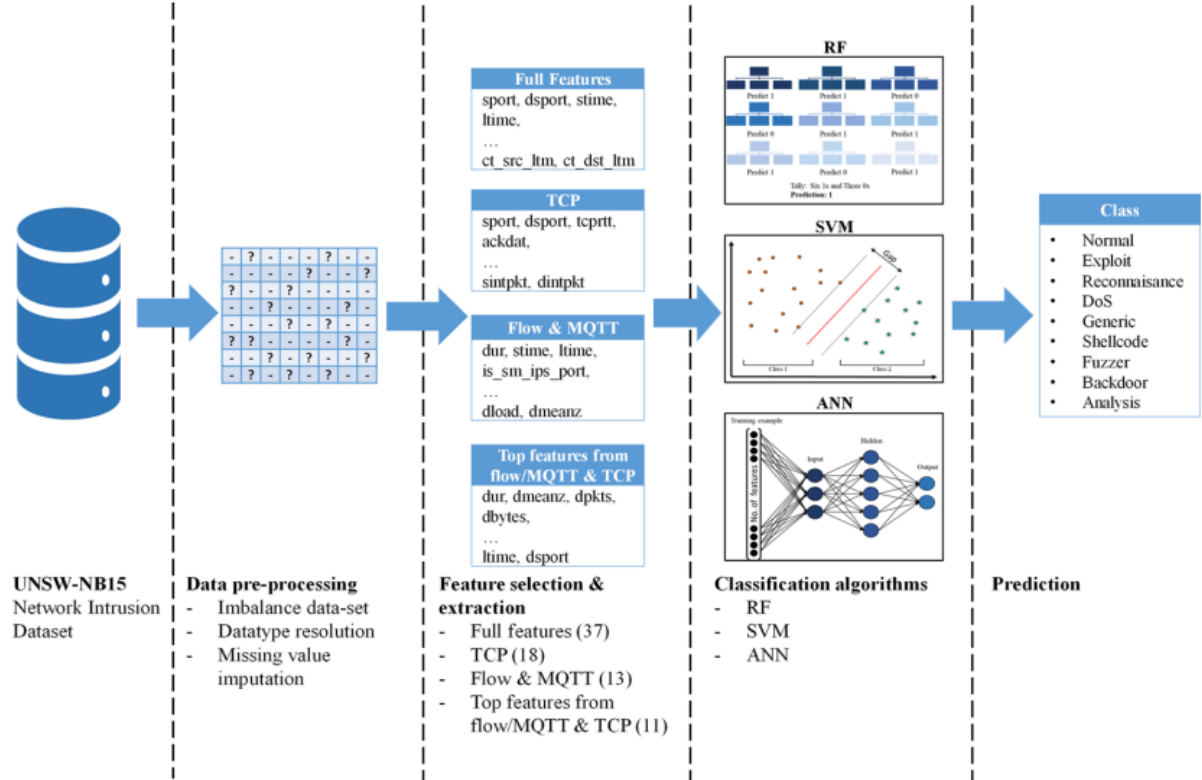 Full Features
sport, dsport, stime,
ltime,
…
ct_src_ltm, ct_dst_ltm
TCP
sport, dsport, tcprtt,
ackdat,
…
sintpkt, dintpkt
Flow & MQTT
dur, stime, ltime,
is_sm_ips_port,
…
dload, dmeanz
Top features from
flow/MQTT & TCP
dur, dmeanz, dpkts,
dbytes,
…
ltime, dsport
- ? - - - ? - -
- - - - ? - - ?
? - - ? - - - -
- - ? - - - ? -
- - - ? - ? - -
? ? - - - - ? -
- - ? - ? - - ?
- ? - ? - ? - -
RF
Predict 1 Predict 1 Predict 0
Predict 0 Predict 1 Predict 1
Predict 1 Predict 0 Predict 1
Tally: Six 1s and Three 0s
Prediction: 1
SVM
Gap
Class 1 Class 2
ANN
Training example
No. of features
Input
Hidden
Output
Class
• Normal
• Exploit
• Reconnaisance
• DoS
• Generic
• Shellcode
• Fuzzer
• Backdoor
• Analysis
UNSW-NB15
Network Intrusion
Dataset
Data pre-processing
- Imbalance data-set
- Datatype resolution
- Missing value
imputation
Feature selection &
extraction
- Full features (37)
- TCP (18)
- Flow & MQTT (13)
- Top features from
flow/MQTT & TCP (11)
Classification algorithms
- RF
- SVM
- ANN
Prediction